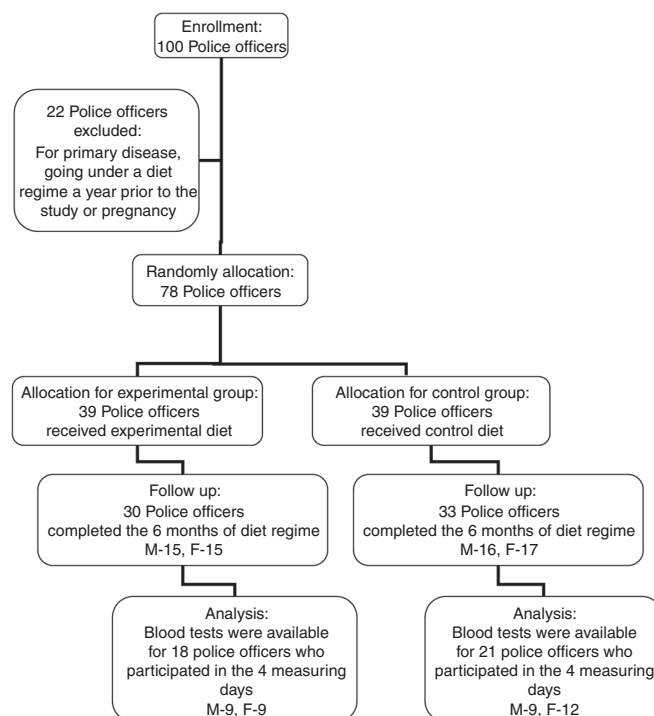 Enrollment:
100 Police officers
22 Police officers
excluded:
For primary disease,
going under a diet
regime a year prior to the
study or pregnancy
Randomly allocation:
78 Police officers
Allocation for experimental group:
39 Police officers
received experimental diet
Allocation for control group:
39 Police officers
received control diet
Follow up:
30 Police officers
completed the 6 months of diet regime
M-15, F-15
Follow up:
33 Police officers
completed the 6 months of diet regime
M-16, F-17
Analysis:
Blood tests were available
for 18 police officers who
participated in the 4 measuring
days
M-9, F-9
Analysis:
Blood tests were available
for 21 police officers who
participated in the 4 measuring
days
M-9, F-12